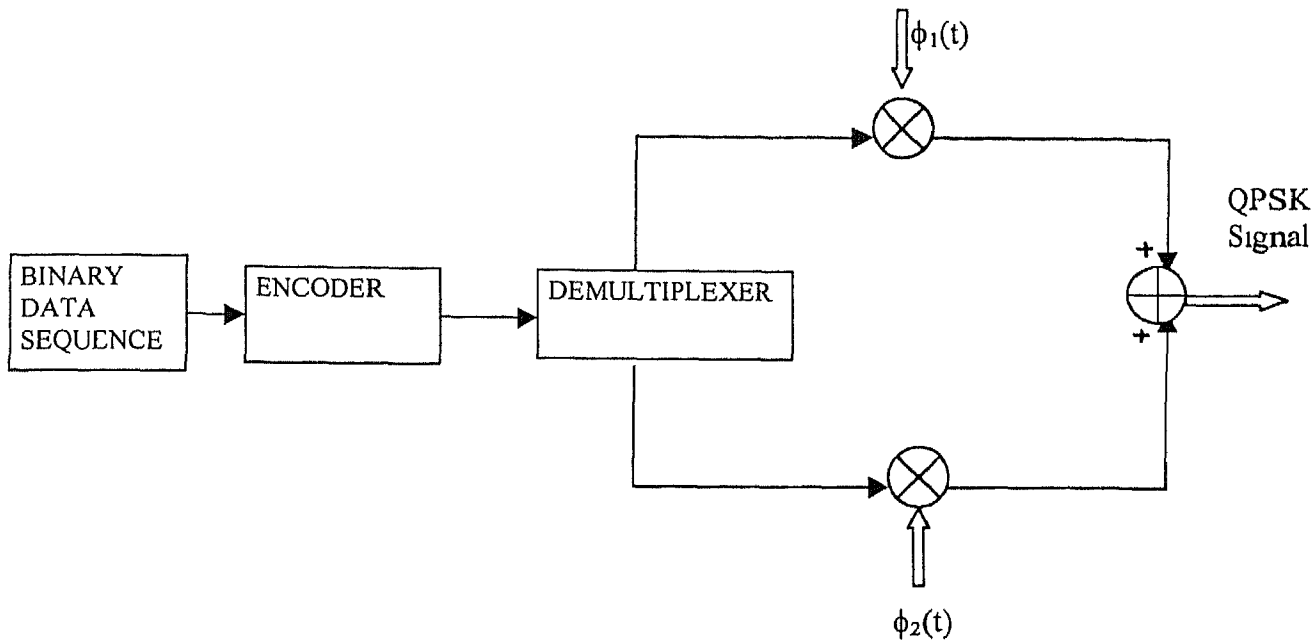 ϕ₁(t)
QPSK
Signal
BINARY
DATA
SEQUENCE
ENCODER
DEMULTIPLEXER
+
+
ϕ₂(t)